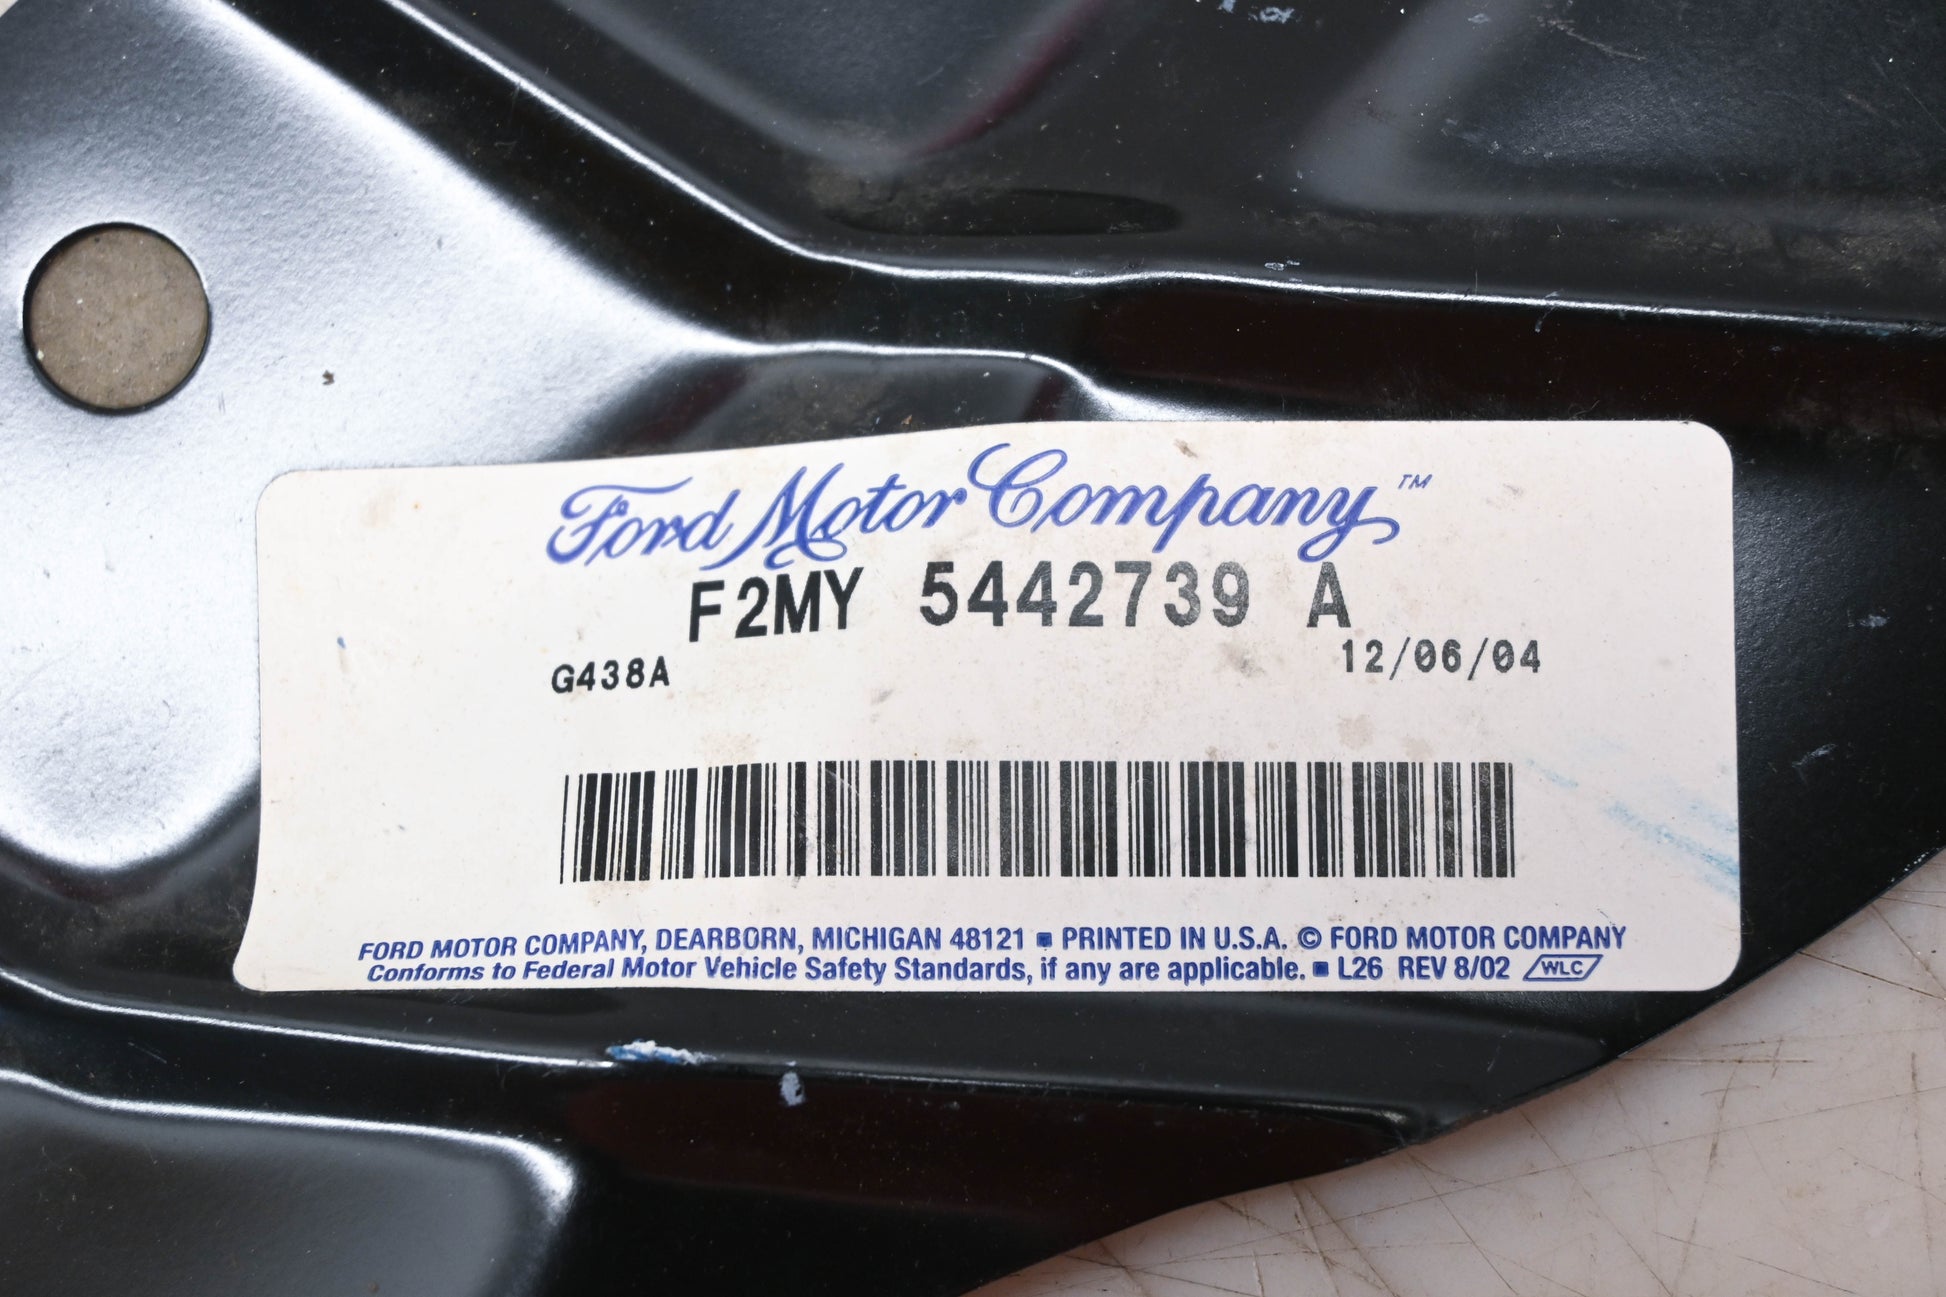 Ford Motor Company™
F2MY 5442739 A
G438A
12/06/04
FORD MOTOR COMPANY, DEARBORN, MICHIGAN 48121 ■ PRINTED IN U.S.A. © FORD MOTOR COMPANY
Conforms to Federal Motor Vehicle Safety Standards, if any are applicable. ■ L26 REV 8/02 WLC